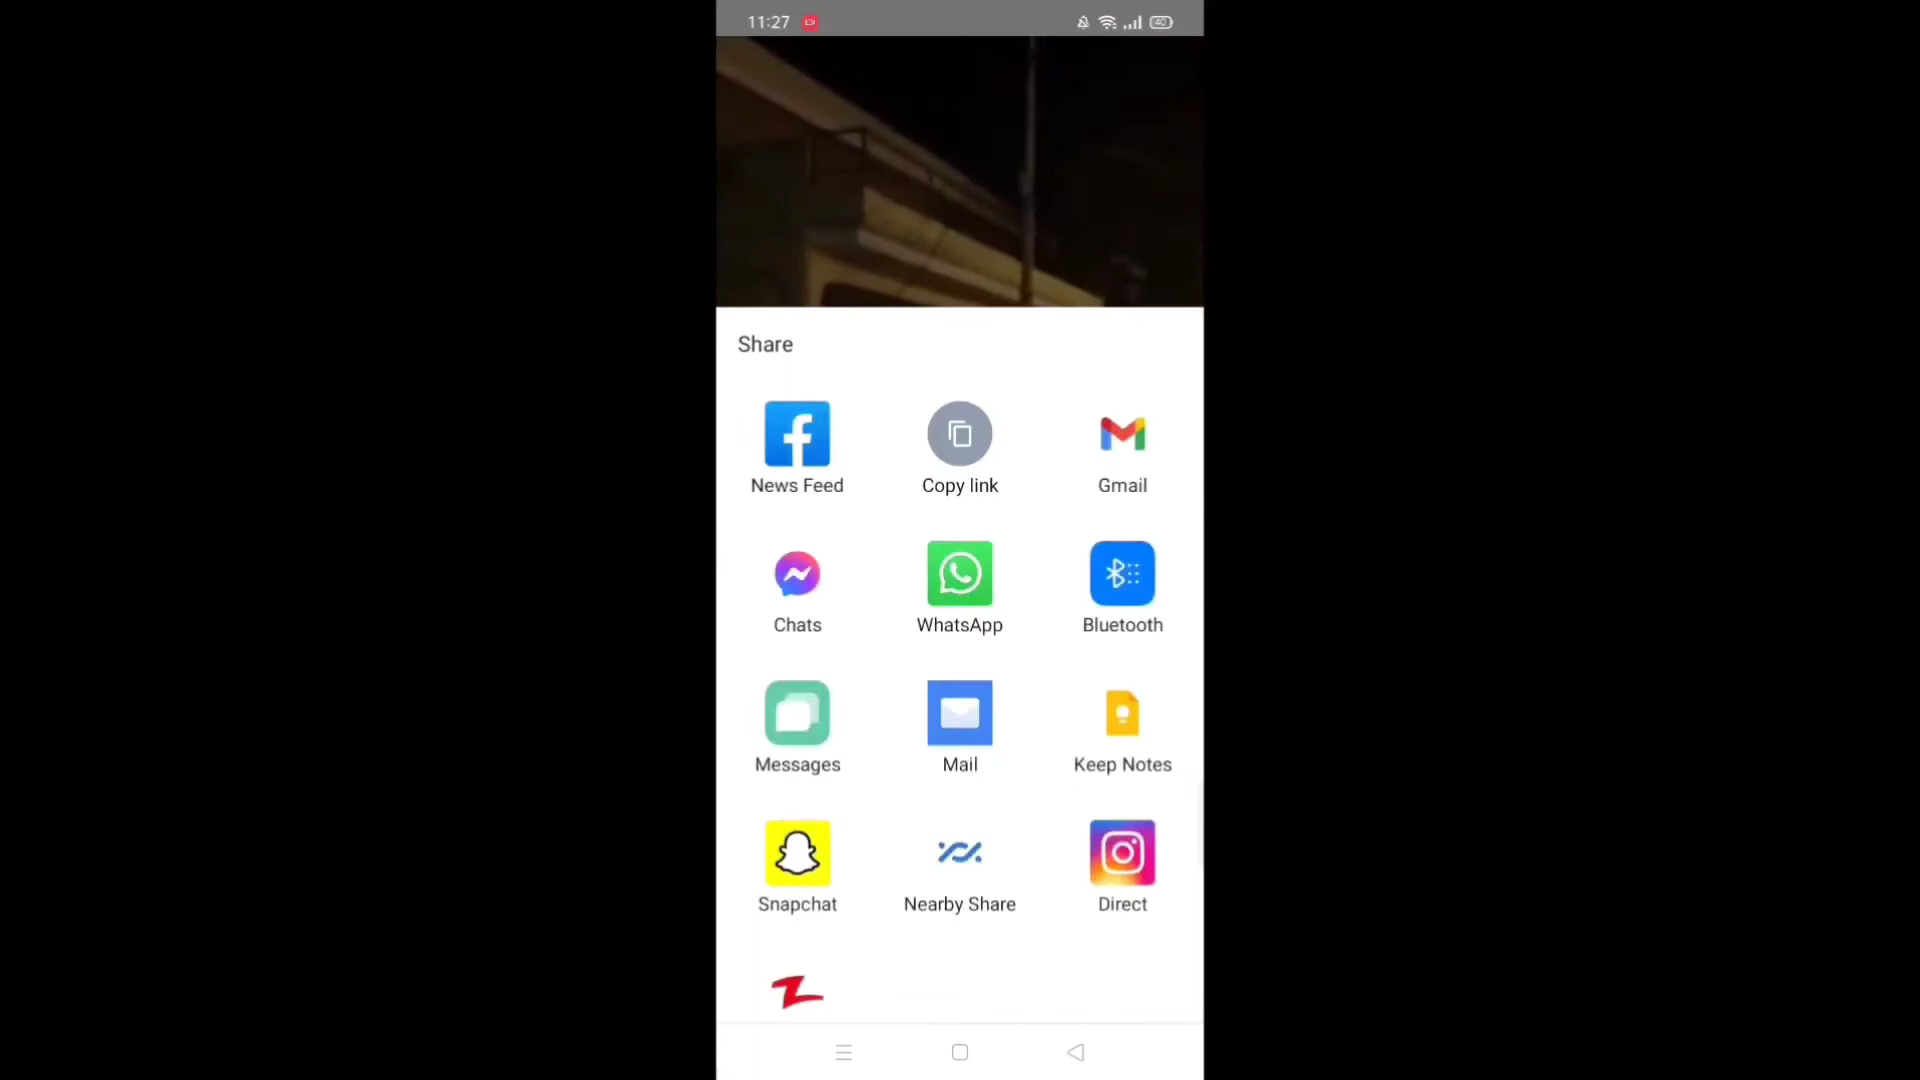 11:27
40
Share
News Feed
Copy link
Gmail
Chats
WhatsApp
Bluetooth
Messages
Mail
Keep Notes
Snapchat
Nearby Share
Direct